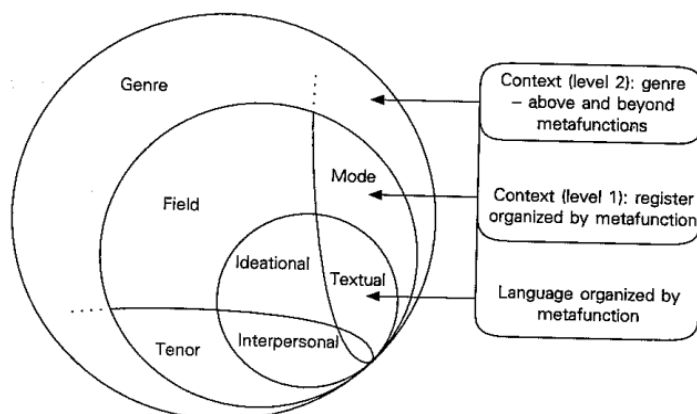 Genre
Field
Mode
Ideational
Textual
Interpersonal
Tenor
Context (level 2): genre
– above and beyond
metafunctions
Context (level 1): register
organized by metafunction
Language organized by
metafunction